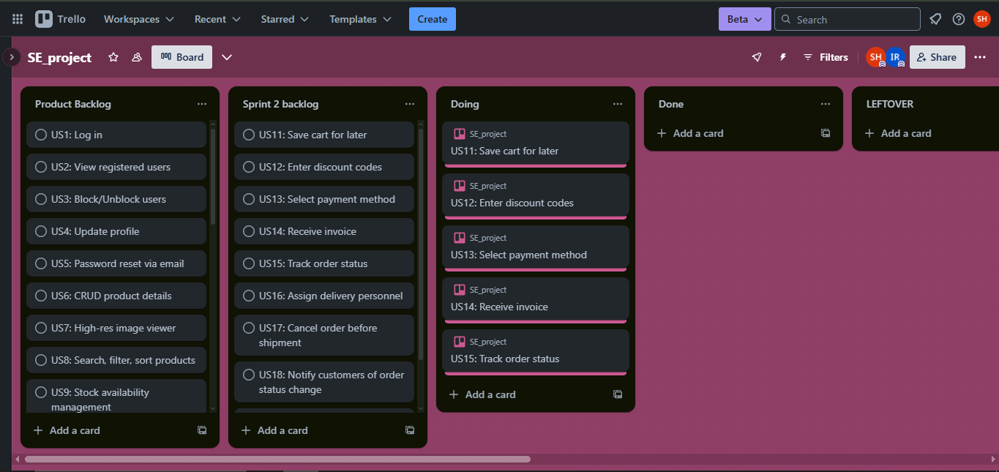 Trello
Workspaces
Recent
Starred
Templates
Create
Beta
Search
SH
SE_project
Board
Filters
SH
IR
Share
Product Backlog
US1: Log in
US2: View registered users
US3: Block/Unblock users
US4: Update profile
US5: Password reset via email
US6: CRUD product details
US7: High-res image viewer
US8: Search, filter, sort products
US9: Stock availability
management
Add a card
Sprint 2 backlog
US11: Save cart for later
US12: Enter discount codes
US13: Select payment method
US14: Receive invoice
US15: Track order status
US16: Assign delivery personnel
US17: Cancel order before
shipment
US18: Notify customers of order
status change
Add a card
Doing
SE_project
US11: Save cart for later
SE_project
US12: Enter discount codes
SE_project
US13: Select payment method
SE_project
US14: Receive invoice
SE_project
US15: Track order status
Add a card
Done
Add a card
LEFTOVER
Add a card